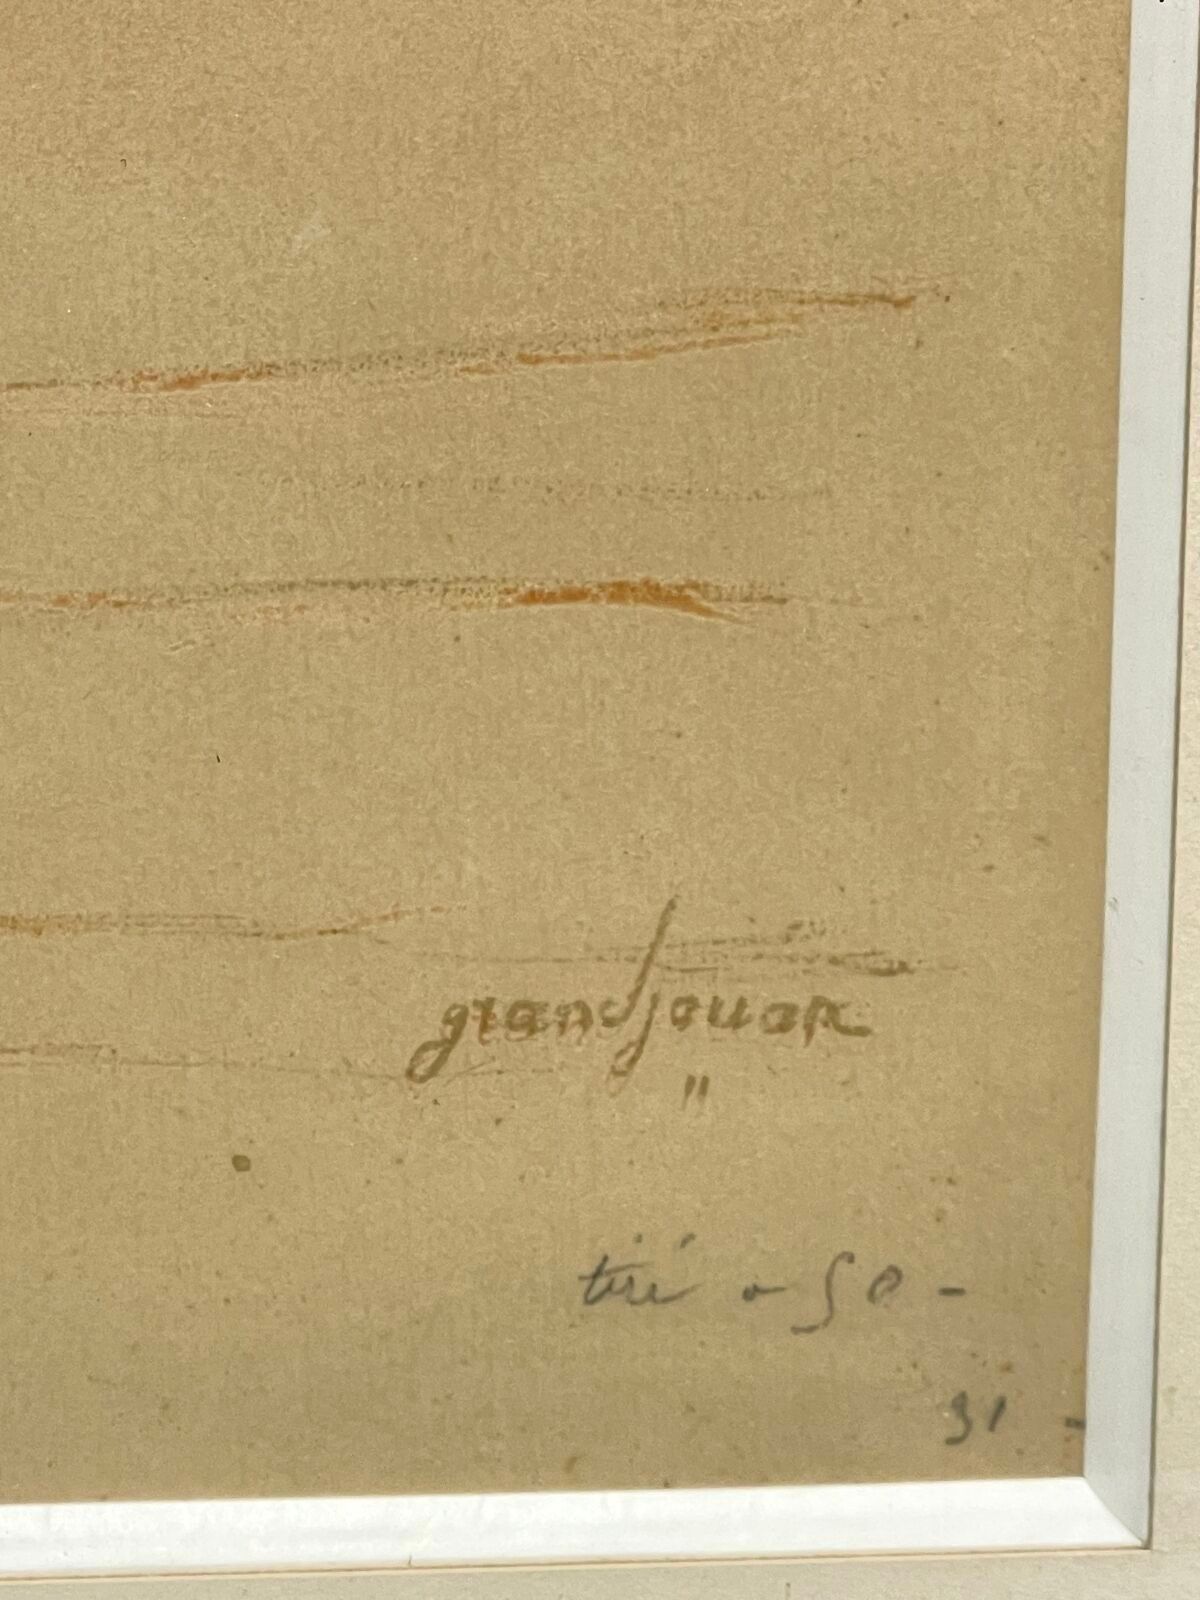 grandjouan
"
tiré a 50 -
31 -